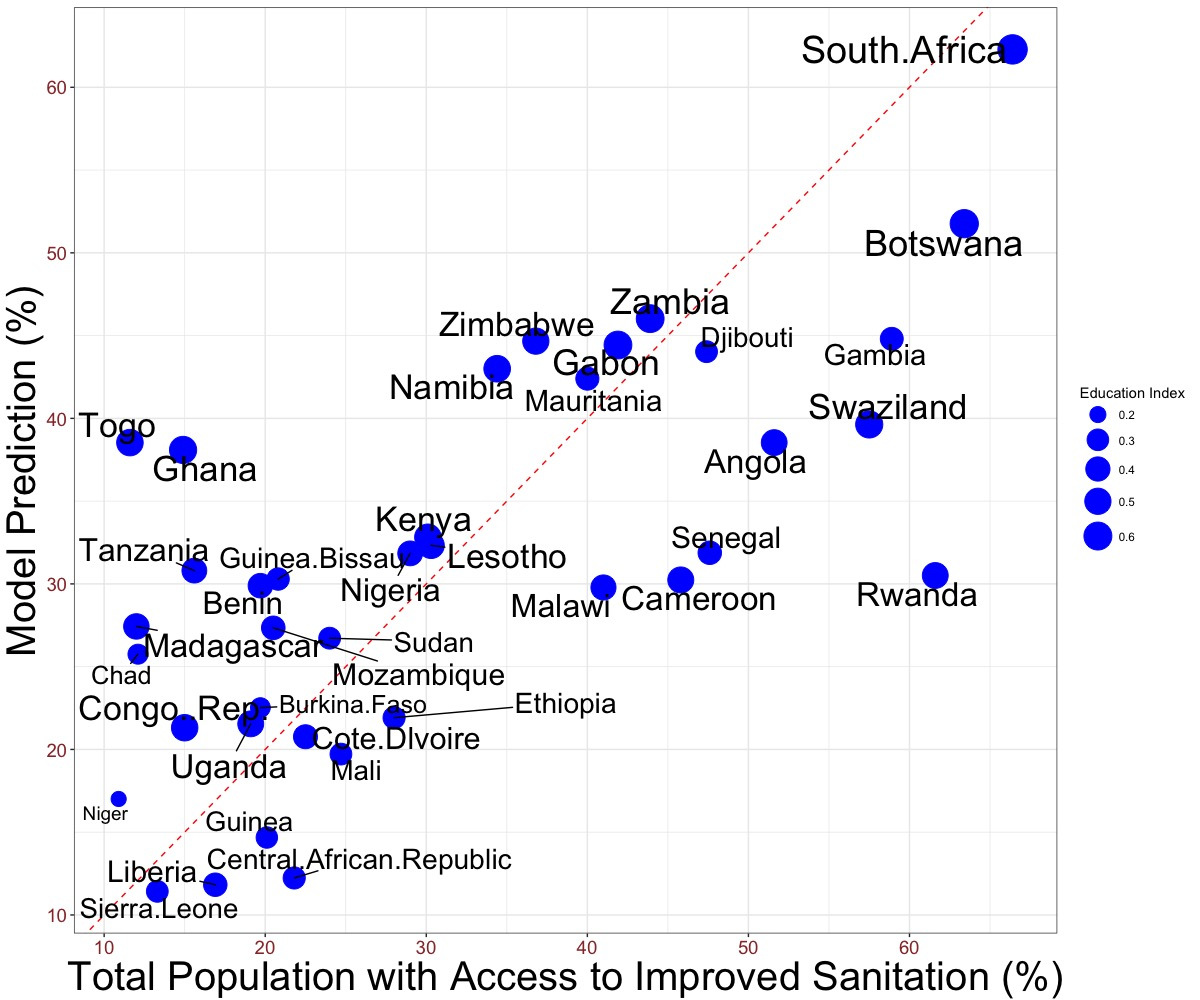 South.Africa
60
Botswana
50
Zambia
Zimbabwe
Djibouti
Gabon
Gambia
Namibia
Mauritania
Education Index
Swaziland
0.2
40
Togo
0.3
Angola
Ghana
0.4
0.5
Kenya
Senegal
0.6
Tanzania
Guinea.Bissau
Lesotho
30
Nigeria
Rwanda
Benin
Malawi
Cameroon
Sudan
Madagascar
Chad
Mozambique
Ethiopia
Congo..Rep.
Burkina.Faso
20
Cote.DIvoire
Uganda
Mali
Niger
Guinea
Central.African.Republic
Liberia
Sierra.Leone
10
Model Prediction (%)
10 20 30 40 50 60
Total Population with Access to Improved Sanitation (%)